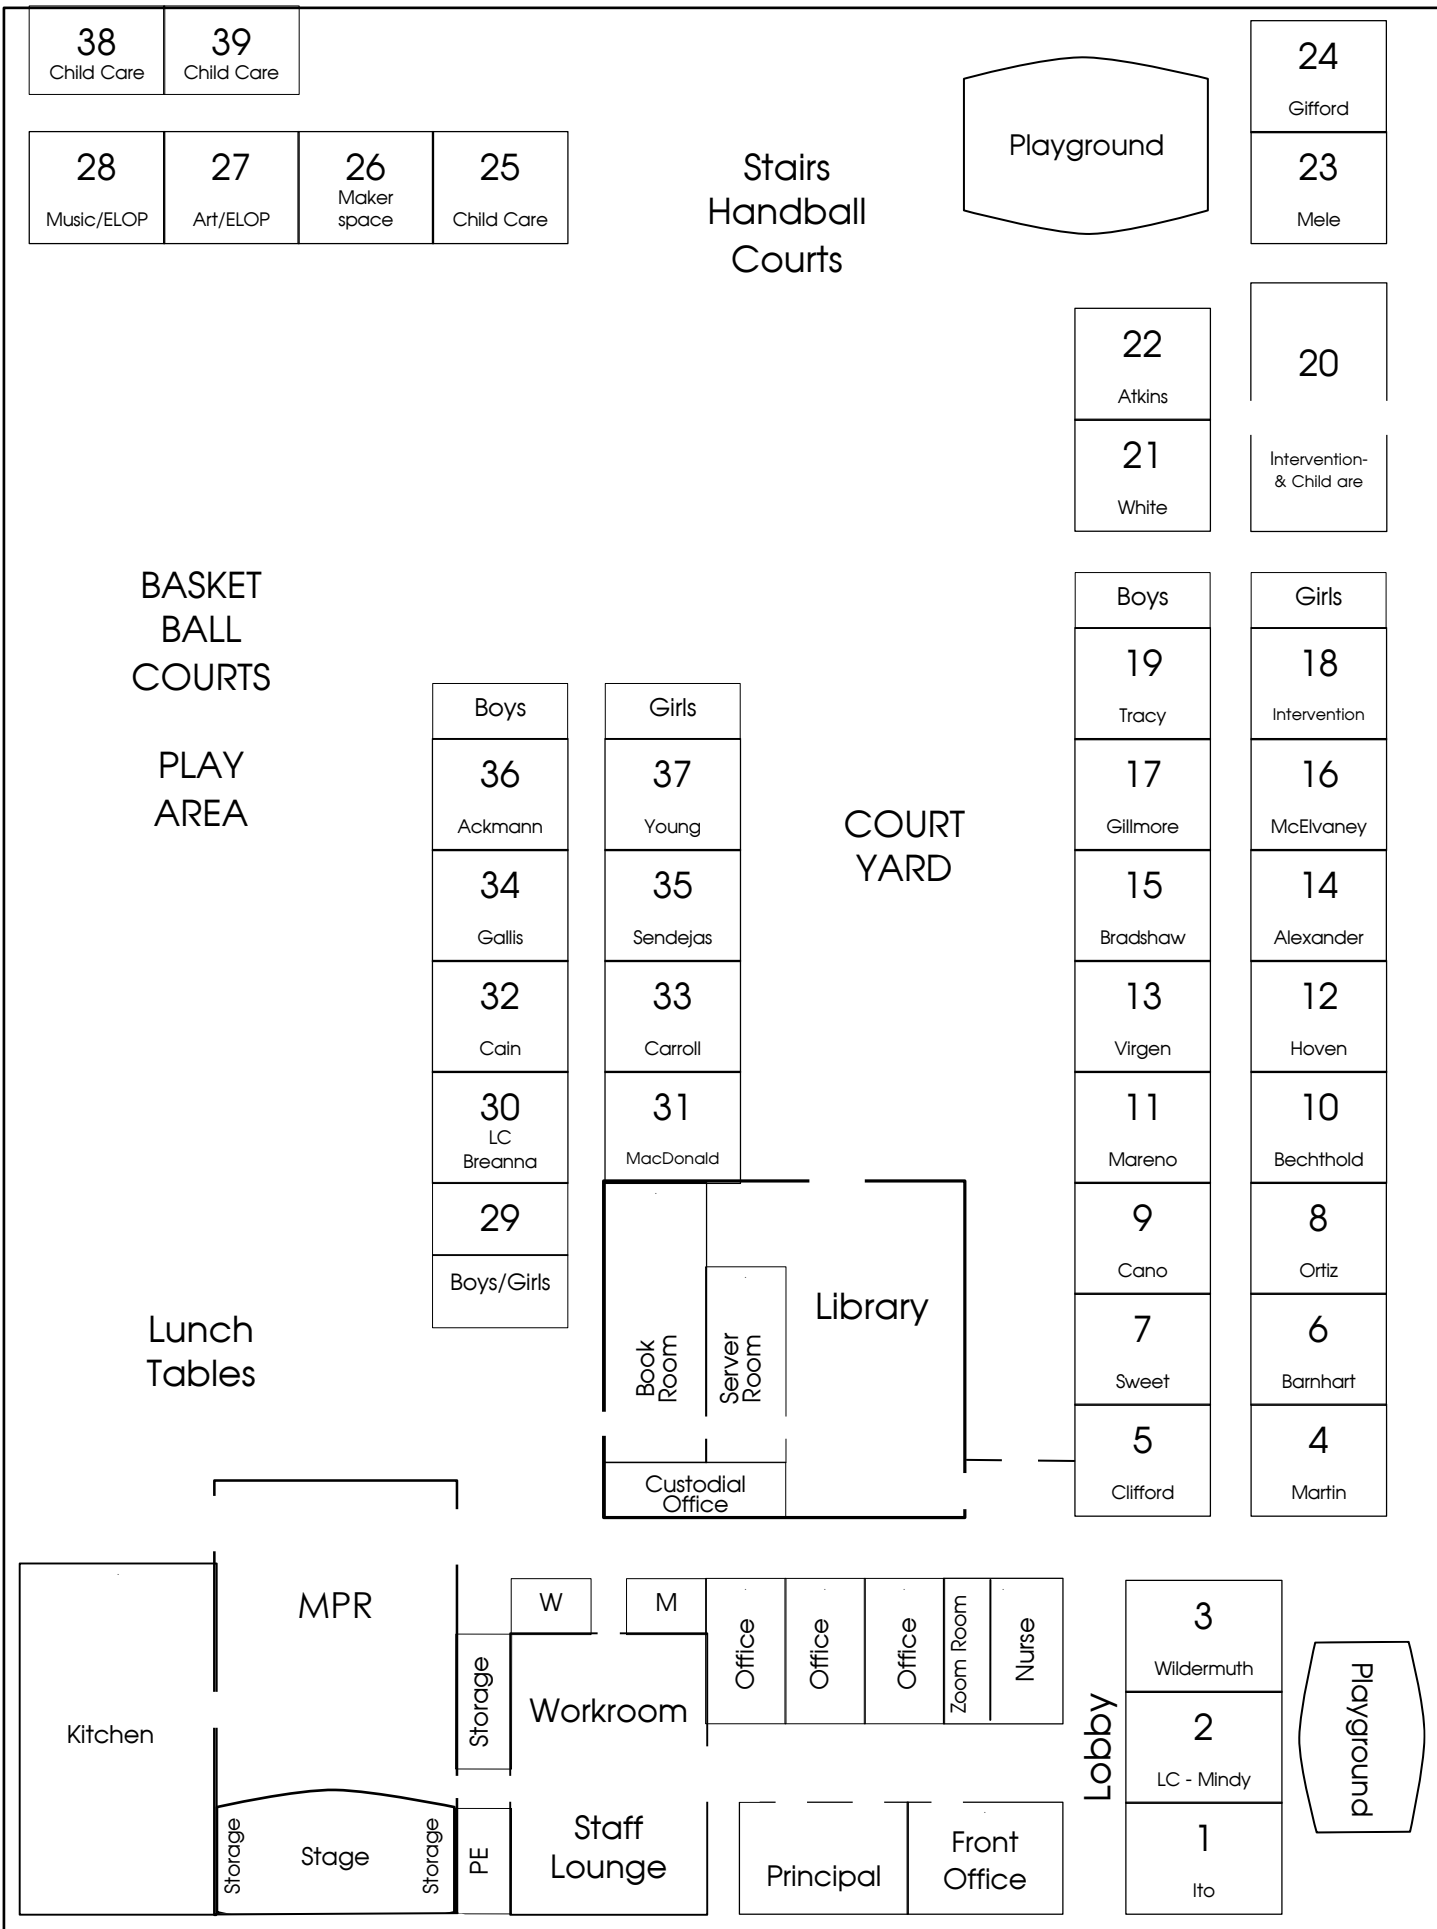 38
Child Care
39
Child Care
28
Music/ELOP
27
Art/ELOP
26
Maker
space
25
Child Care
Stairs
Handball
Courts
Playground
24
Gifford
23
Mele
22
Atkins
21
White
20
Intervention-
& Child are
BASKET
BALL
COURTS
PLAY
AREA
Boys
36
Ackmann
34
Gallis
32
Cain
30
LC
Breanna
29
Boys/Girls
Girls
37
Young
35
Sendejas
33
Carroll
31
MacDonald
COURT
YARD
Boys
19
Tracy
17
Gillmore
15
Bradshaw
13
Virgen
11
Mareno
9
Cano
7
Sweet
5
Clifford
Girls
18
Intervention
16
McElvaney
14
Alexander
12
Hoven
10
Bechthold
8
Ortiz
6
Barnhart
4
Martin
Lunch
Tables
Book
Room
Server
Room
Library
Custodial
Office
MPR
Kitchen
Storage
Stage
Storage
Storage
PE
W
M
Workroom
Staff
Lounge
Office
Office
Office
Zoom Room
Nurse
Principal
Front
Office
Lobby
3
Wildermuth
2
LC - Mindy
1
Ito
Playground